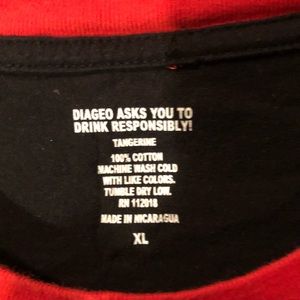 DIAGEO ASKS YOU TO
DRINK RESPONSIBLY!
TANGERINE
100% COTTON
MACHINE WASH COLD
WITH LIKE COLORS.
TUMBLE DRY LOW.
RN 112018
MADE IN NICARAGUA
XL